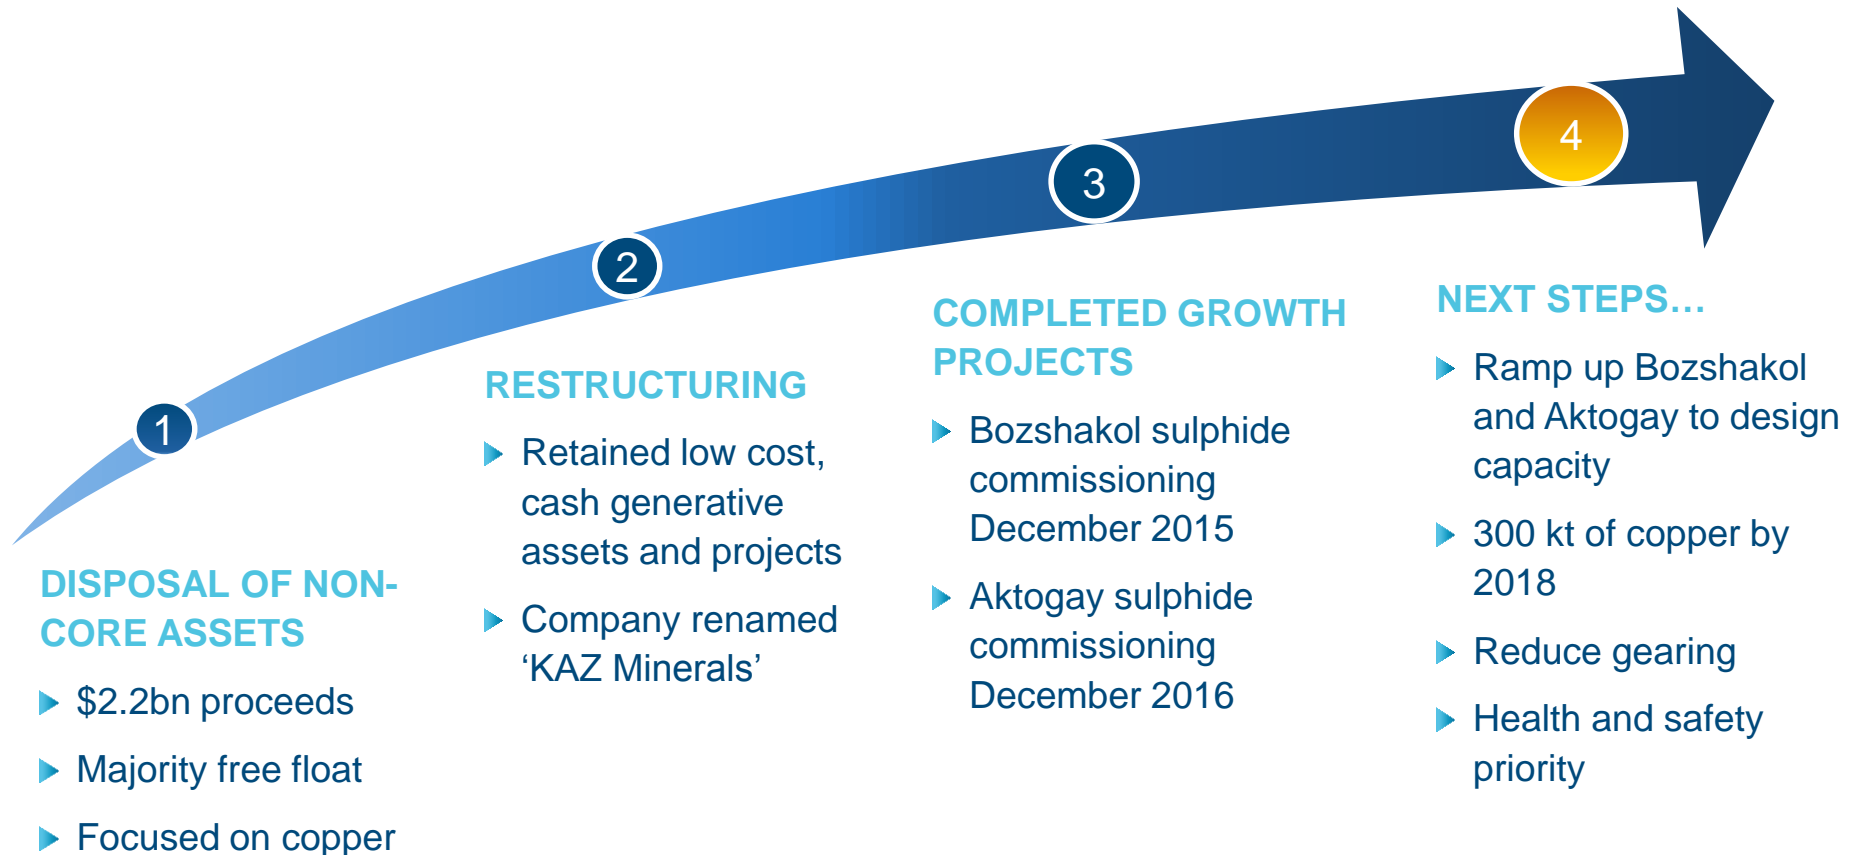 1
DISPOSAL OF NON-
CORE ASSETS
$2.2bn proceeds
Majority free float
Focused on copper
2
RESTRUCTURING
Retained low cost,
cash generative
assets and projects
Company renamed
‘KAZ Minerals’
3
COMPLETED GROWTH
PROJECTS
Bozshakol sulphide
commissioning
December 2015
Aktogay sulphide
commissioning
December 2016
4
NEXT STEPS…
Ramp up Bozshakol
and Aktogay to design
capacity
300 kt of copper by
2018
Reduce gearing
Health and safety
priority